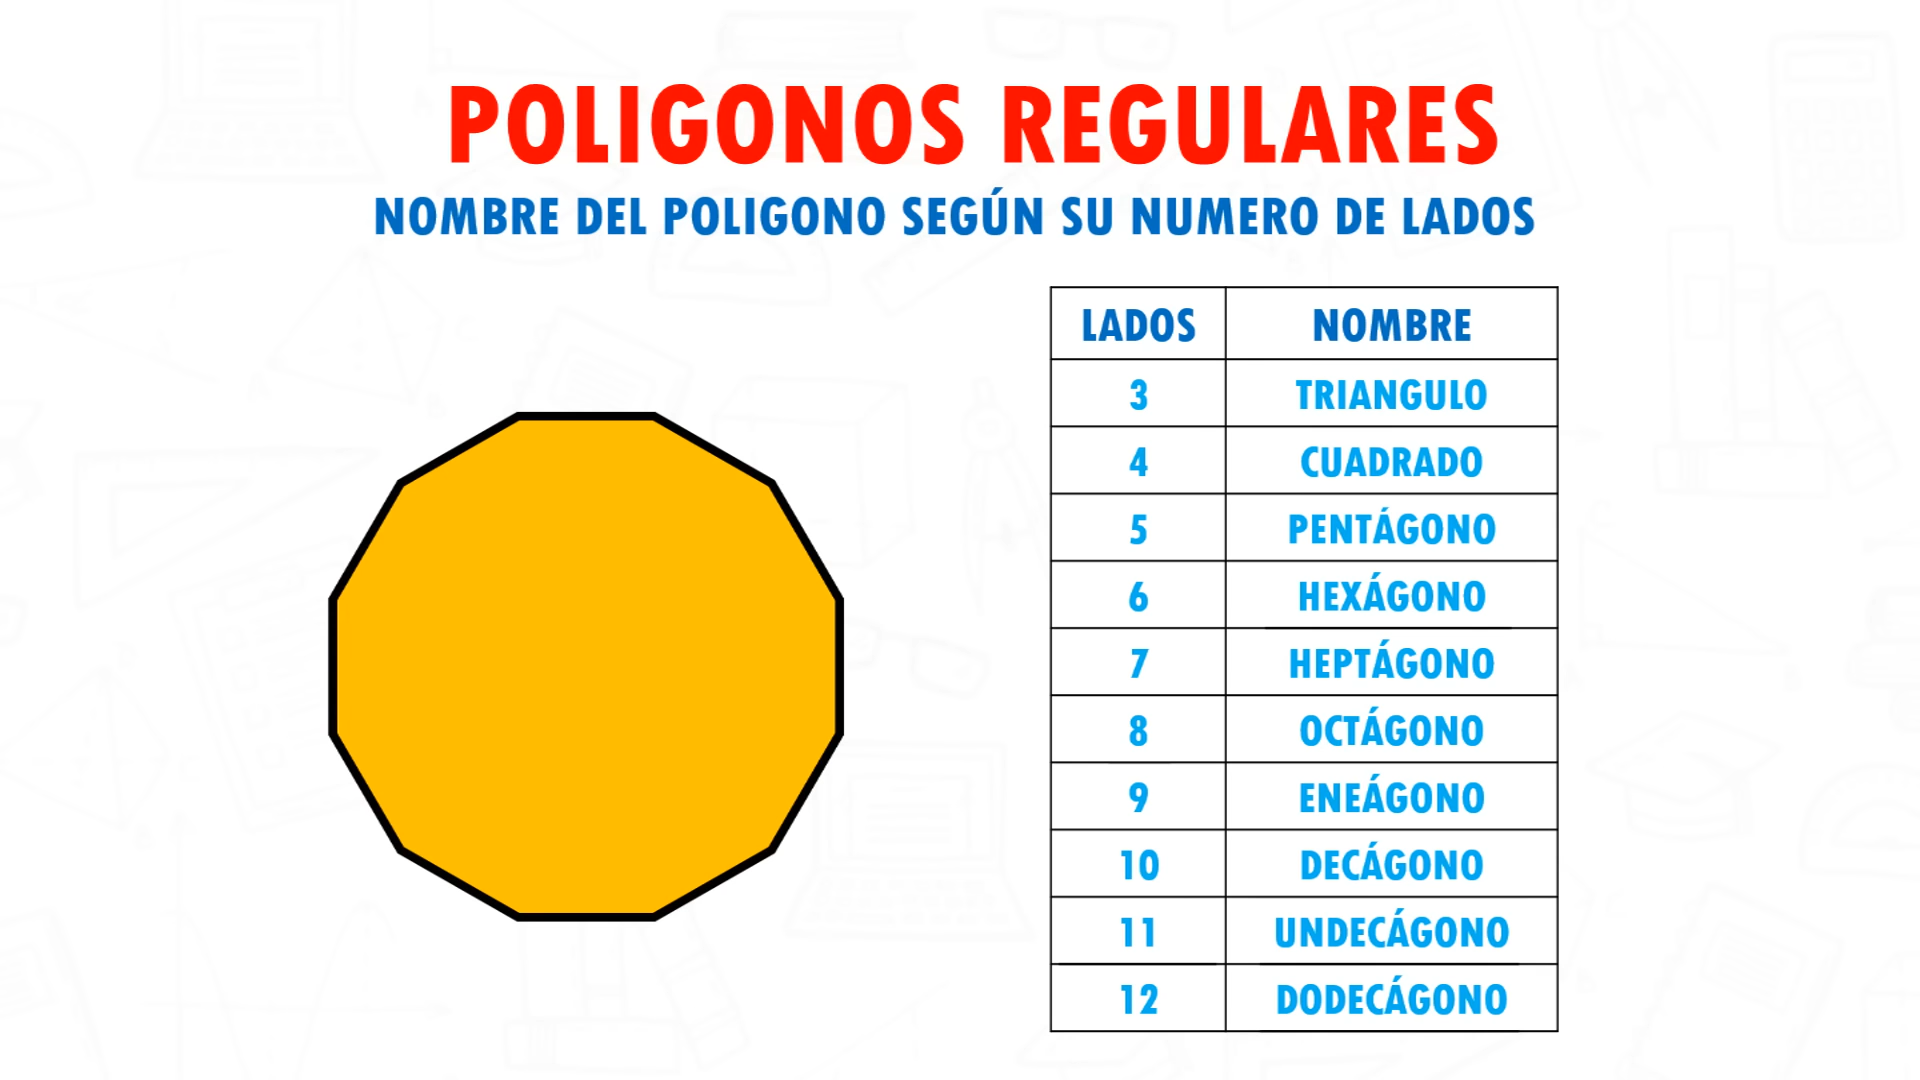 POLIGONOS REGULARES
NOMBRE DEL POLIGONO SEGÚN SU NUMERO DE LADOS
LADOS NOMBRE
3 TRIANGULO
4 CUADRADO
5 PENTÁGONO
6 HEXÁGONO
7 HEPTÁGONO
8 OCTÁGONO
9 ENEÁGONO
10 DECÁGONO
11 UNDECÁGONO
12 DODECÁGONO